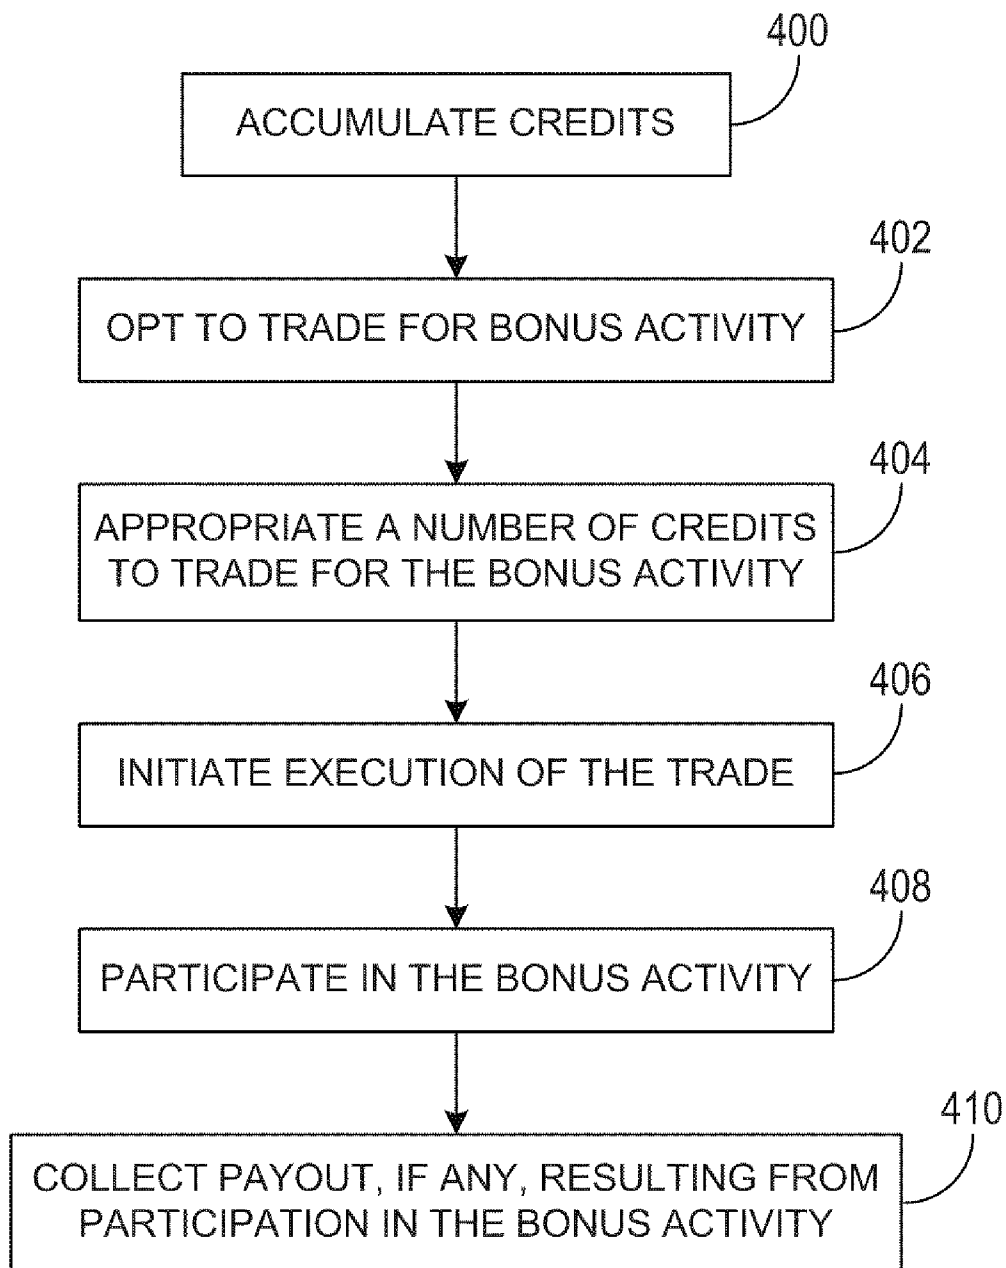 400
ACCUMULATE CREDITS
402
OPT TO TRADE FOR BONUS ACTIVITY
404
APPROPRIATE A NUMBER OF CREDITS
TO TRADE FOR THE BONUS ACTIVITY
406
INITIATE EXECUTION OF THE TRADE
408
PARTICIPATE IN THE BONUS ACTIVITY
410
COLLECT PAYOUT, IF ANY, RESULTING FROM
PARTICIPATION IN THE BONUS ACTIVITY